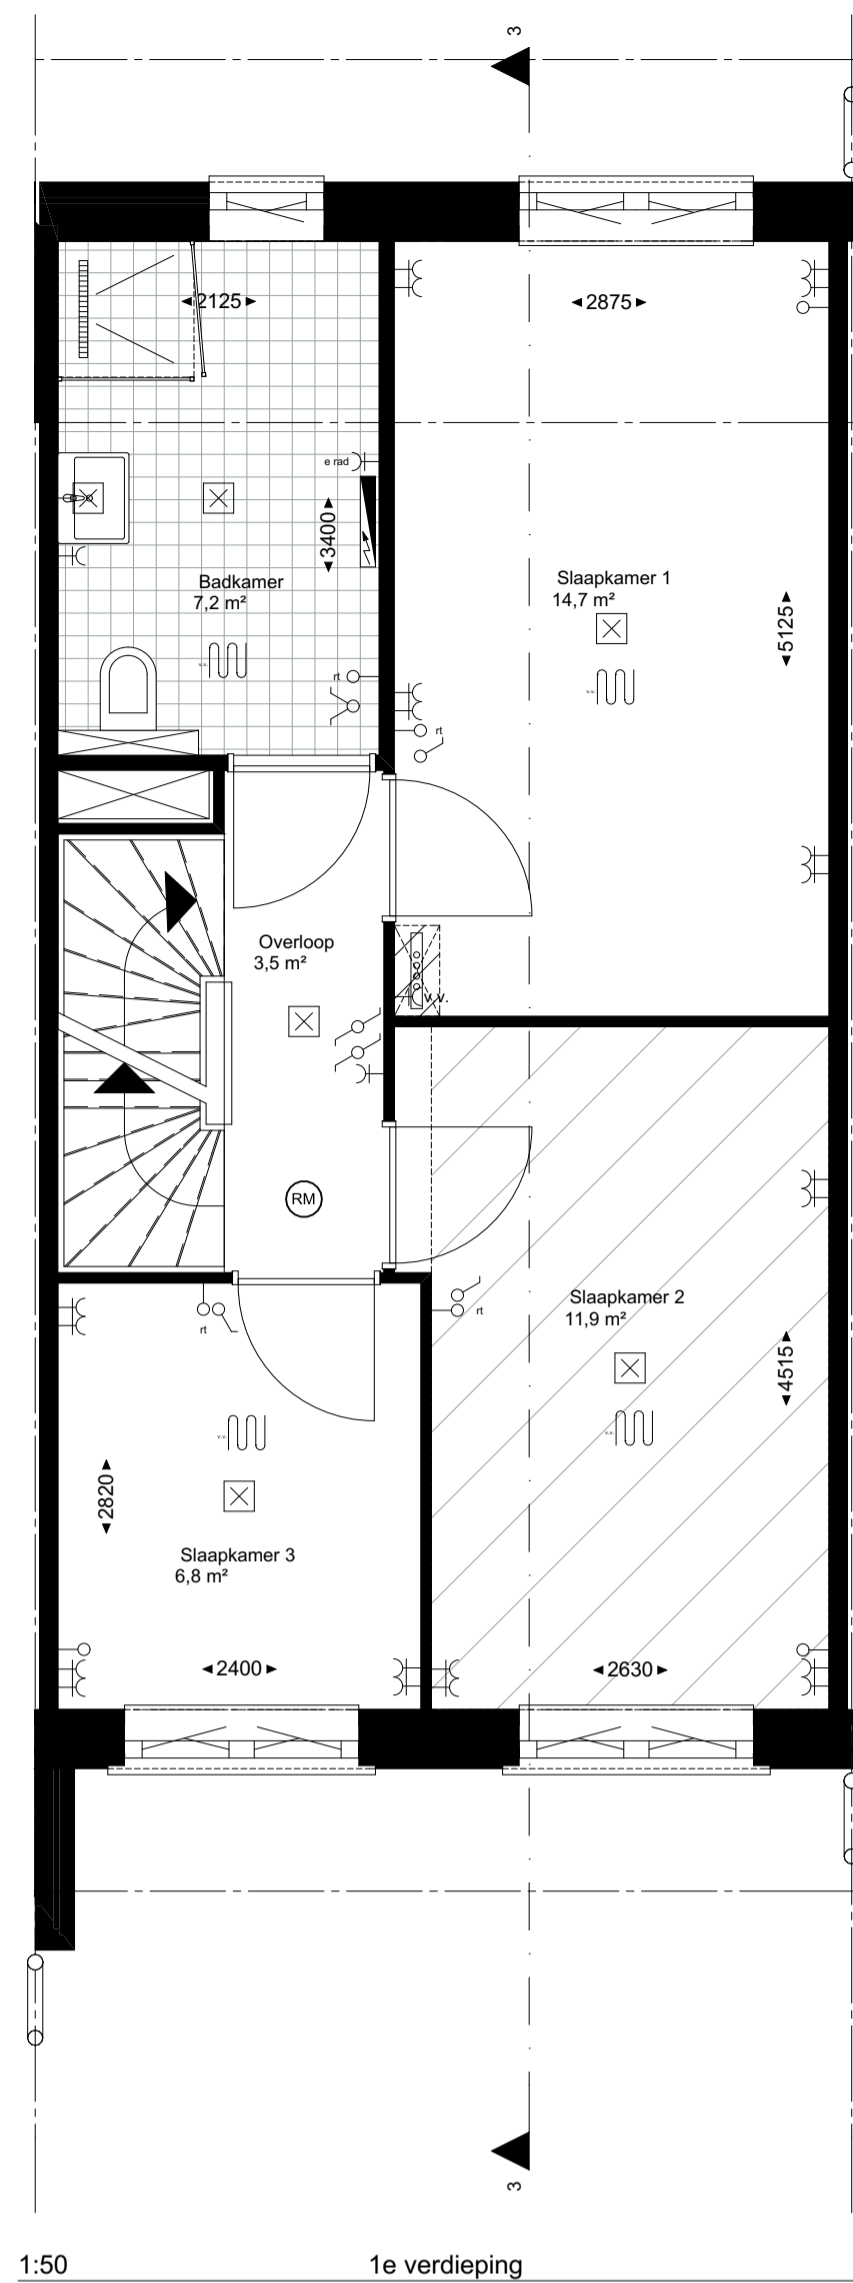 3
2125
2875
e rad
3400
Badkamer
7,2 m²
Slaapkamer 1
14,7 m²
5125
v.v.
v.v.
rt
rt
Overloop
3,5 m²
v.v.
RM
Slaapkamer 2
11,9 m²
rt
rt
4515
v.v.
v.v.
2820
Slaapkamer 3
6,8 m²
2400
2630
3
1:50
1e verdieping